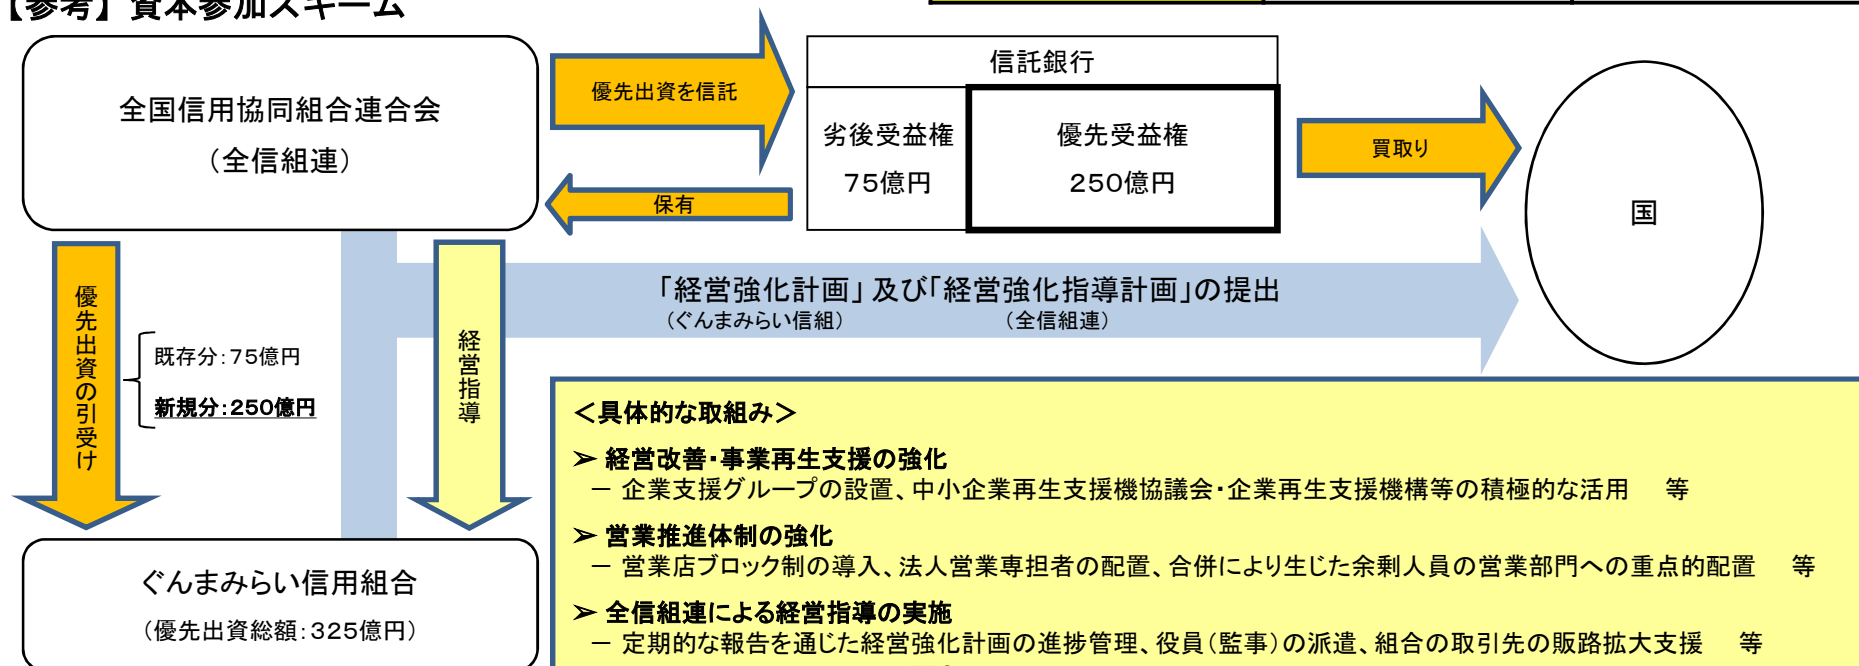 【参考】資本参加スキーム
全国信用協同組合連合会
（全信組連）
優先出資を信託
保有
信託銀行
劣後受益権
75億円
優先受益権
250億円
買取り
国
「経営強化計画」及び「経営強化指導計画」の提出
（ぐんまみらい信組）
（全信組連）
優先出資の引受け
既存分：75億円
新規分：250億円
経営指導
ぐんまみらい信用組合
（優先出資総額：325億円）
＜具体的な取組み＞
➢ 経営改善・事業再生支援の強化
－ 企業支援グループの設置、中小企業再生支援機協議会・企業再生支援機構等の積極的な活用 等
➢ 営業推進体制の強化
－ 営業店ブロック制の導入、法人営業専担者の配置、合併により生じた余剰人員の営業部門への重点的配置 等
➢ 全信組連による経営指導の実施
－ 定期的な報告を通じた経営強化計画の進捗管理、役員（監事）の派遣、組合の取引先の販路拡大支援 等